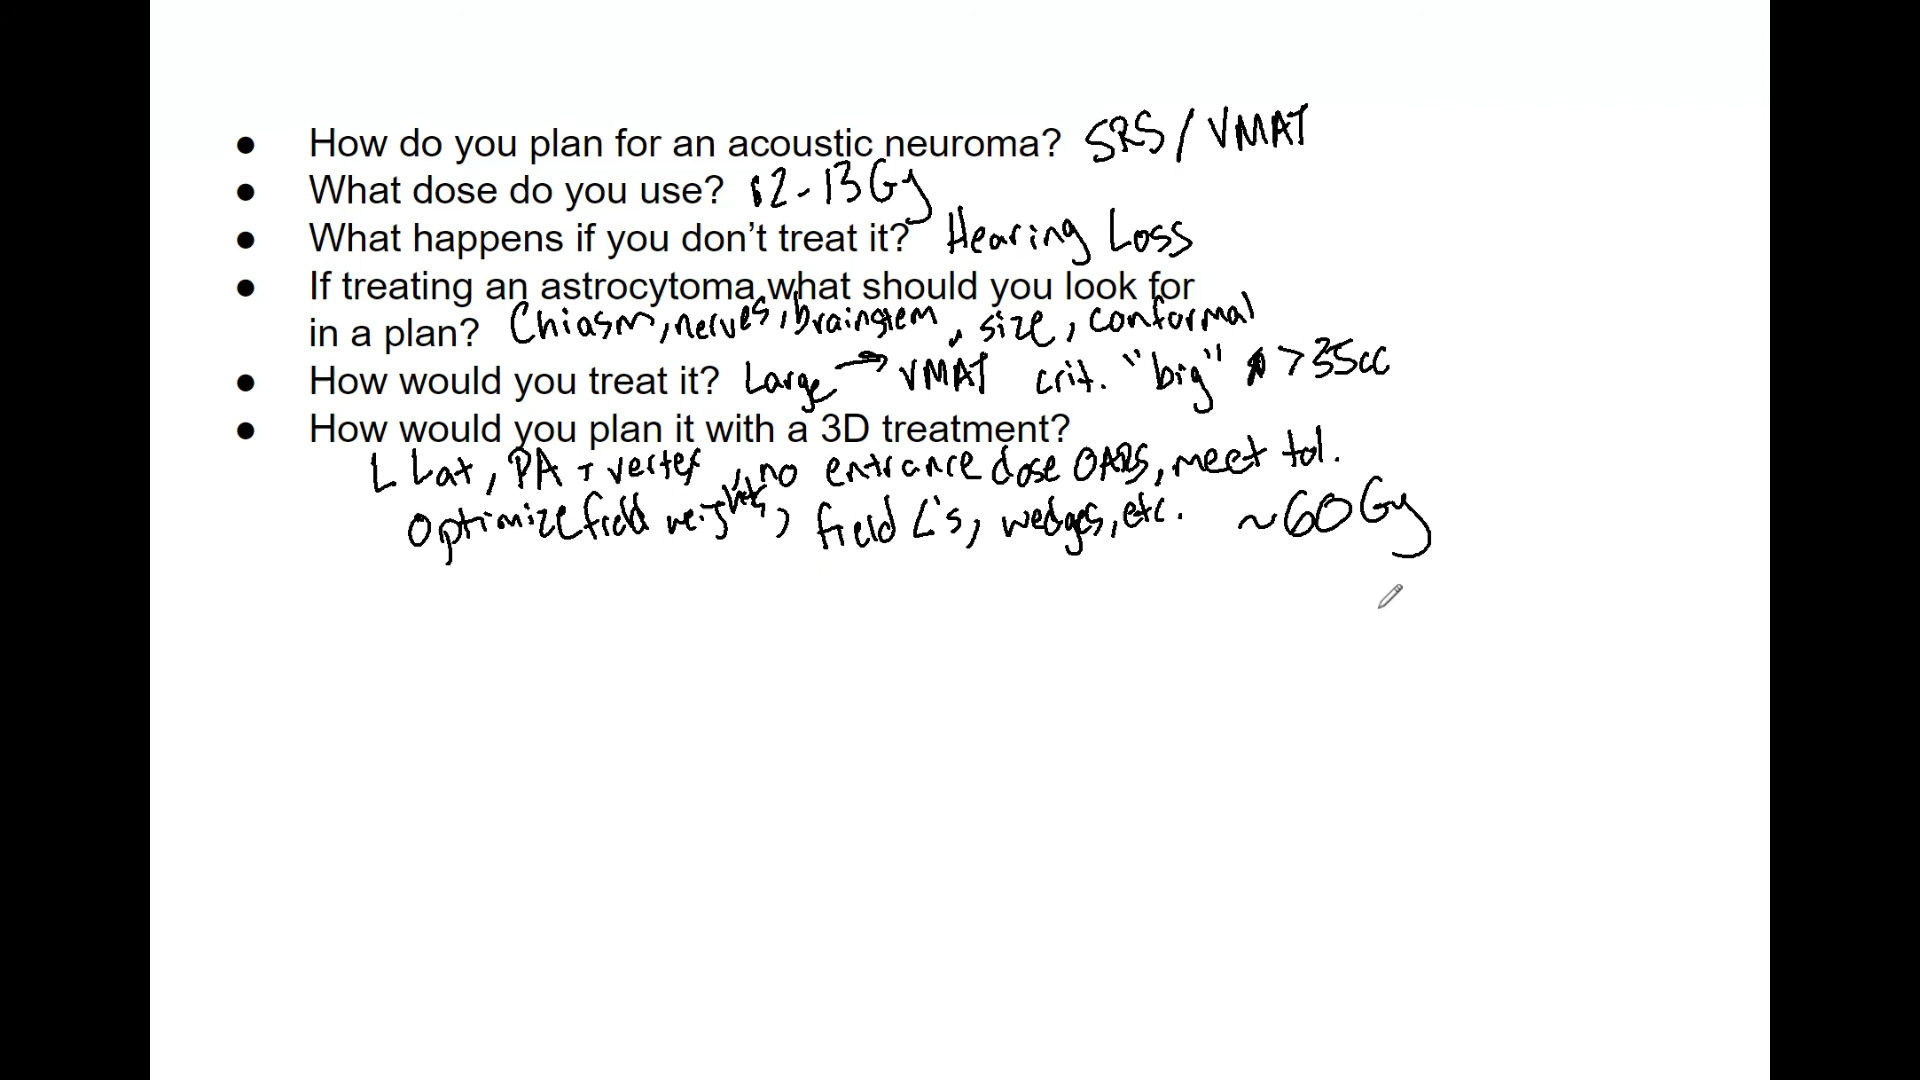 ● How do you plan for an acoustic neuroma? SRS / VMAT
● What dose do you use? 12-13Gy
● What happens if you don't treat it? Hearing Loss
● If treating an astrocytoma what should you look for
in a plan? Chiasm, nerves, brainstem, size, conformal
● How would you treat it? Large → VMAT crit. "big" >35cc
● How would you plan it with a 3D treatment?
L Lat, PA + vertex, no entrance dose OARS, meet tol.
optimize field weights, field L's, wedges, etc. ~60Gy